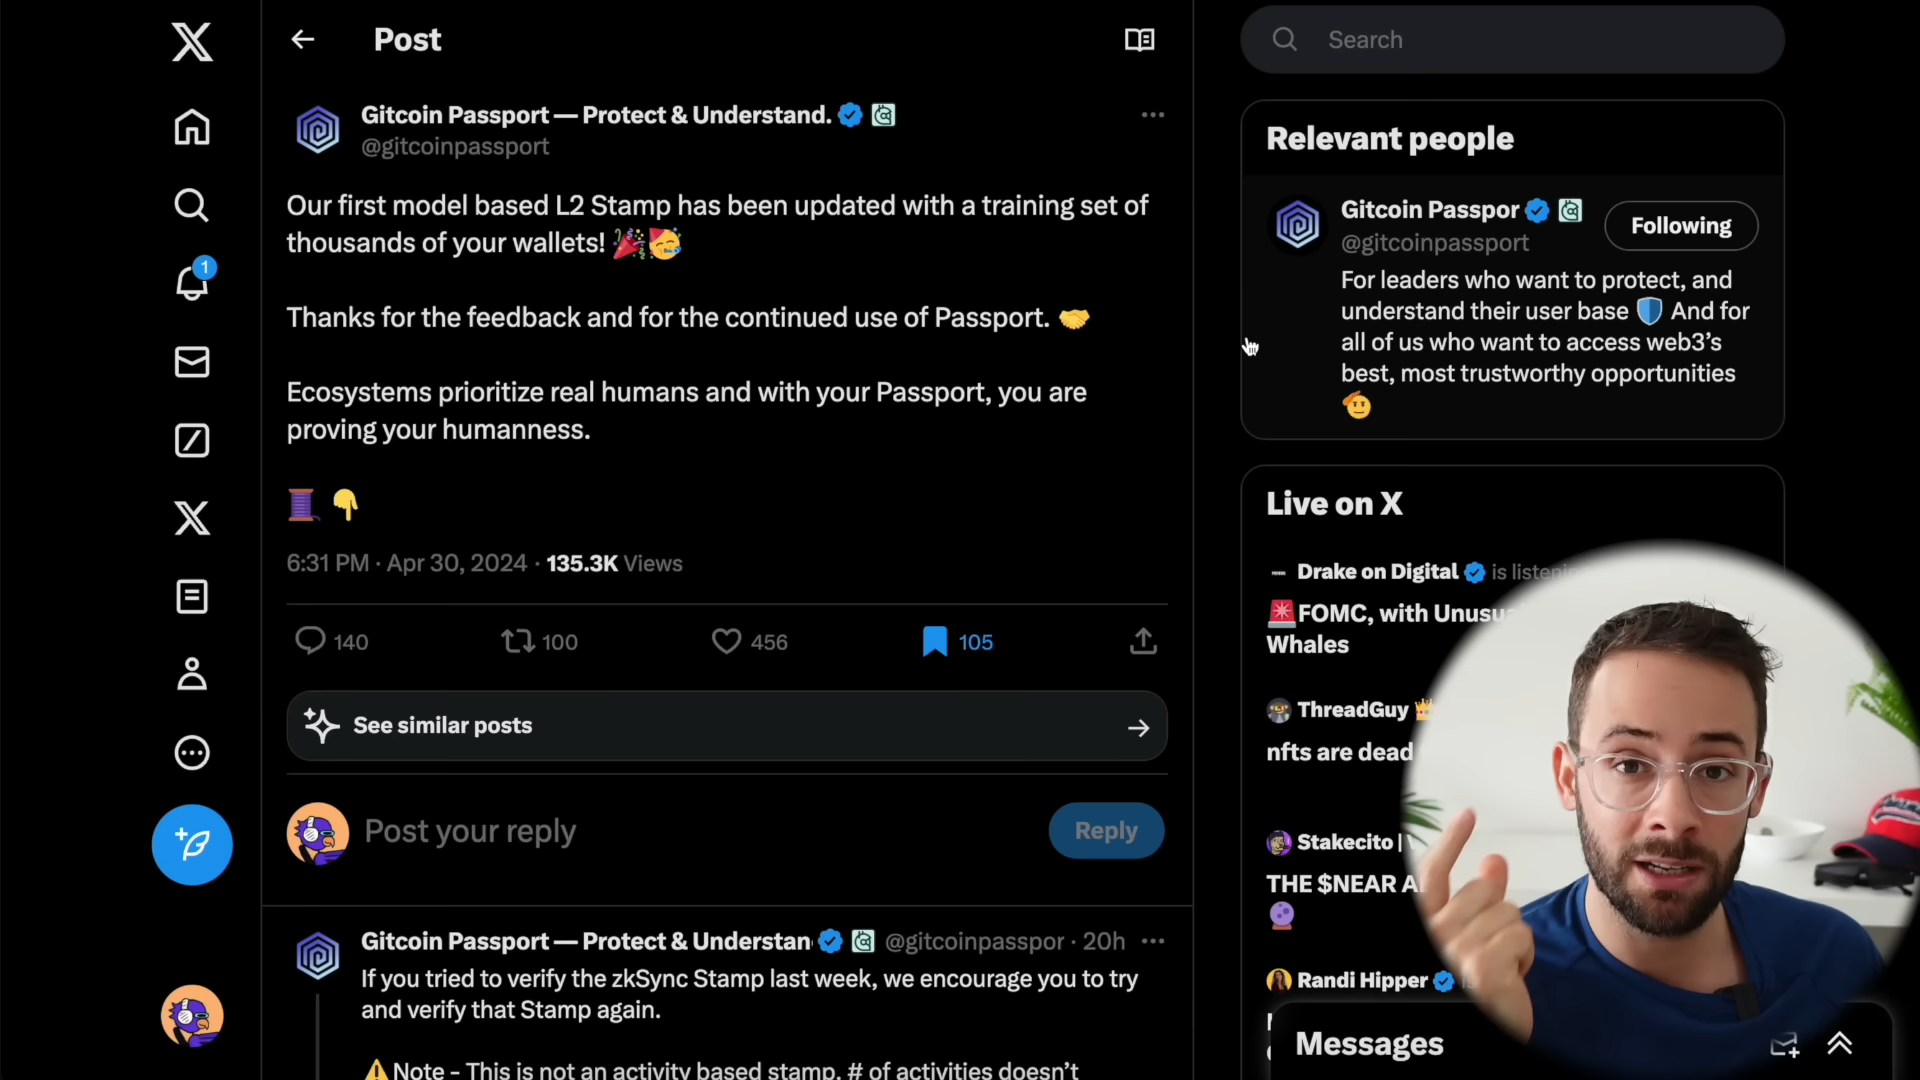 Post
Gitcoin Passport — Protect & Understand.
@gitcoinpassport
Our first model based L2 Stamp has been updated with a training set of
thousands of your wallets! 🎉🥳
Thanks for the feedback and for the continued use of Passport. 🤝
Ecosystems prioritize real humans and with your Passport, you are
proving your humanness.
🧵 👇
6:31 PM · Apr 30, 2024 · 135.3K Views
140 100 456 105
See similar posts
Post your reply
Reply
Gitcoin Passport — Protect & Understan @gitcoinpasspor · 20h
If you tried to verify the zkSync Stamp last week, we encourage you to try
and verify that Stamp again.
⚠️Note - This is not an activity based stamp. # of activities doesn't
1
Search
Relevant people
Gitcoin Passpor
@gitcoinpassport
Following
For leaders who want to protect, and
understand their user base 🛡️ And for
all of us who want to access web3's
best, most trustworthy opportunities
🫡
Live on X
Drake on Digital is listening
🚨FOMC, with Unusual
Whales
ThreadGuy 👑
nfts are dead
Stakecito |
THE $NEAR
🔮
Randi Hipper
Messages